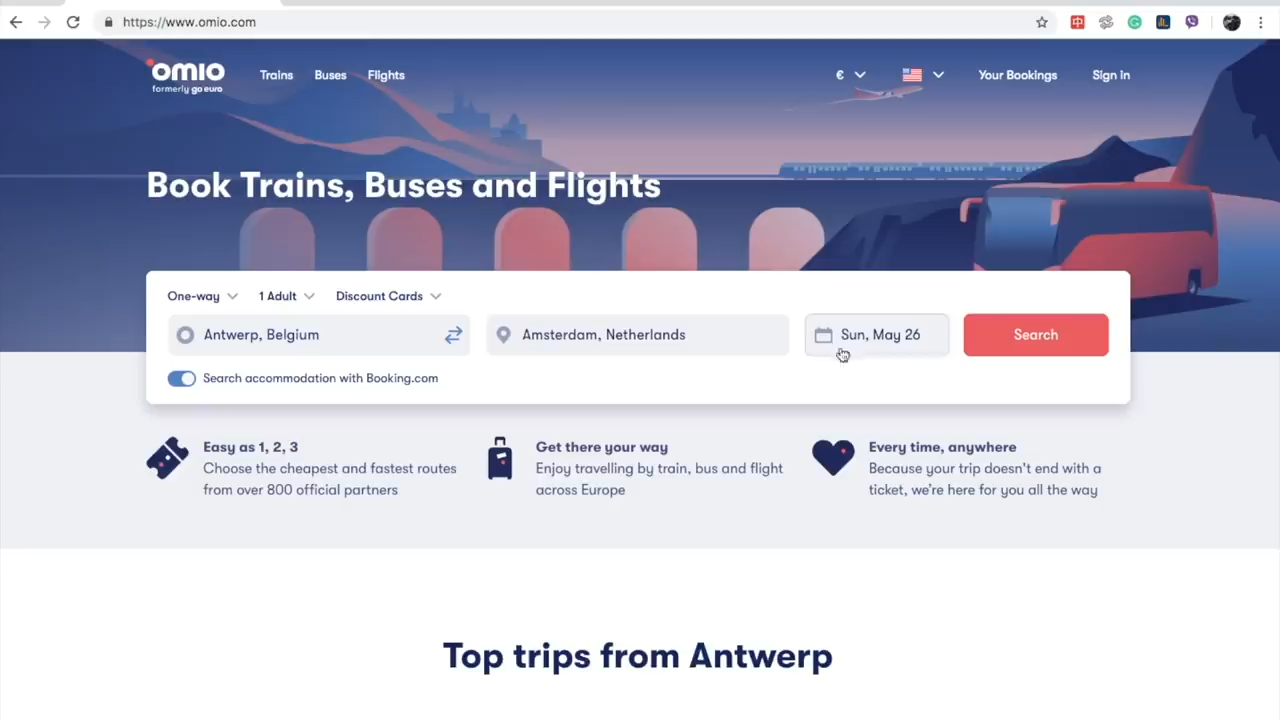 https://www.omio.com
omio
formerly go euro
Trains
Buses
Flights
€
Your Bookings
Sign in
Book Trains, Buses and Flights
One-way
1 Adult
Discount Cards
Antwerp, Belgium
Amsterdam, Netherlands
Sun, May 26
Search
Search accommodation with Booking.com
Easy as 1, 2, 3
Choose the cheapest and fastest routes
from over 800 official partners
Get there your way
Enjoy travelling by train, bus and flight
across Europe
Every time, anywhere
Because your trip doesn't end with a
ticket, we're here for you all the way
Top trips from Antwerp